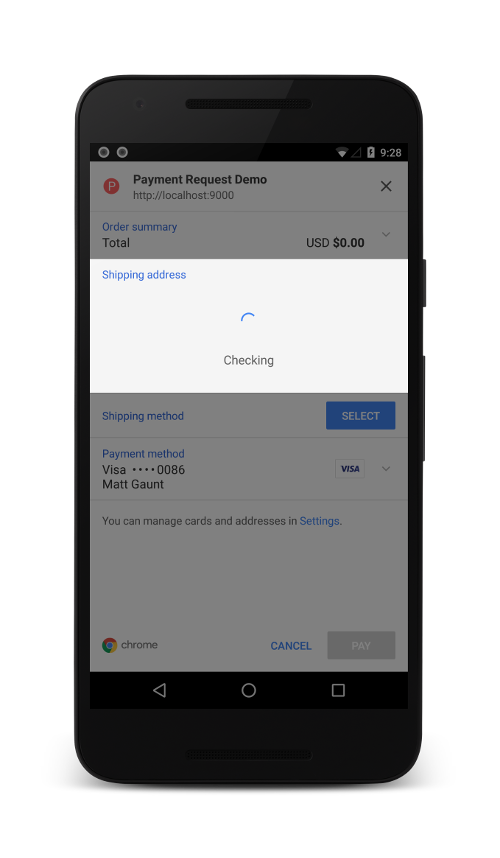 9:28
P
Payment Request Demo
http://localhost:9000
Order summary
Total USD $0.00
Shipping address
Checking
Shipping method SELECT
Payment method
Visa ····0086 VISA
Matt Gaunt
You can manage cards and addresses in Settings.
chrome CANCEL PAY